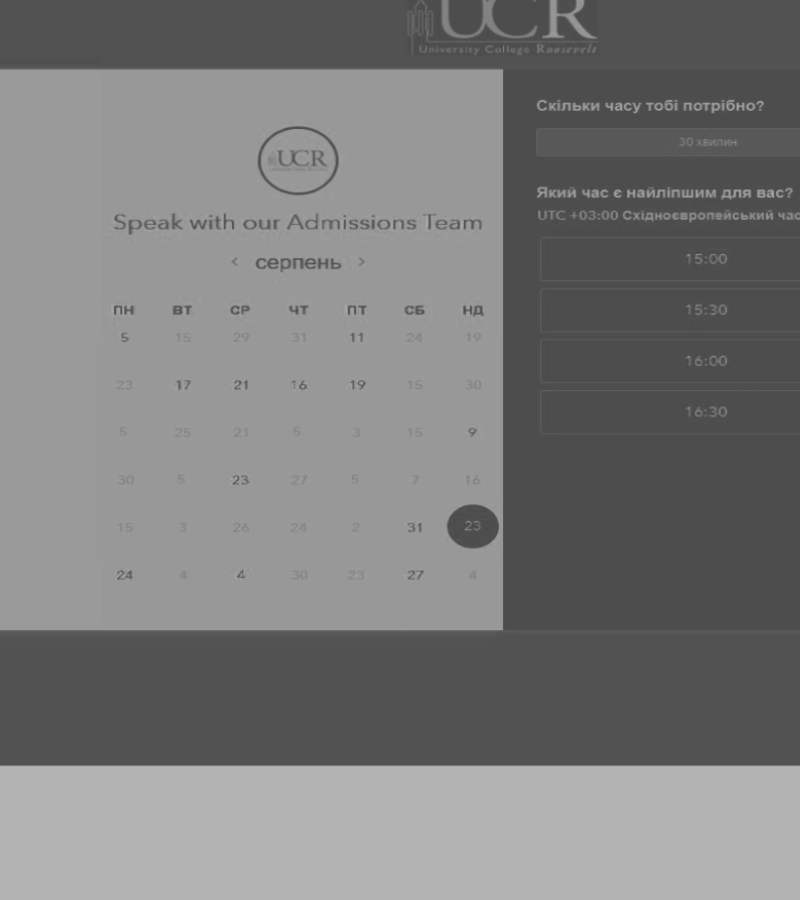 UCR
University College Roosevelt
UCR
Speak with our Admissions Team
< серпень >
ПН ВТ СР ЧТ ПТ СБ НД
5 15 29 31 11 24 19
23 17 21 16 19 15 30
5 25 21 5 3 15 9
30 5 23 27 5 7 16
15 3 26 24 2 31 23
24 4 4 30 23 27 4
Скільки часу тобі потрібно?
30 хвилин
Який час є найліпшим для вас?
UTC +03:00 Східноєвропейський час
15:00
15:30
16:00
16:30